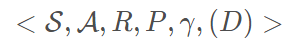 < 𝒮, 𝒜, R, P, γ, (D) >